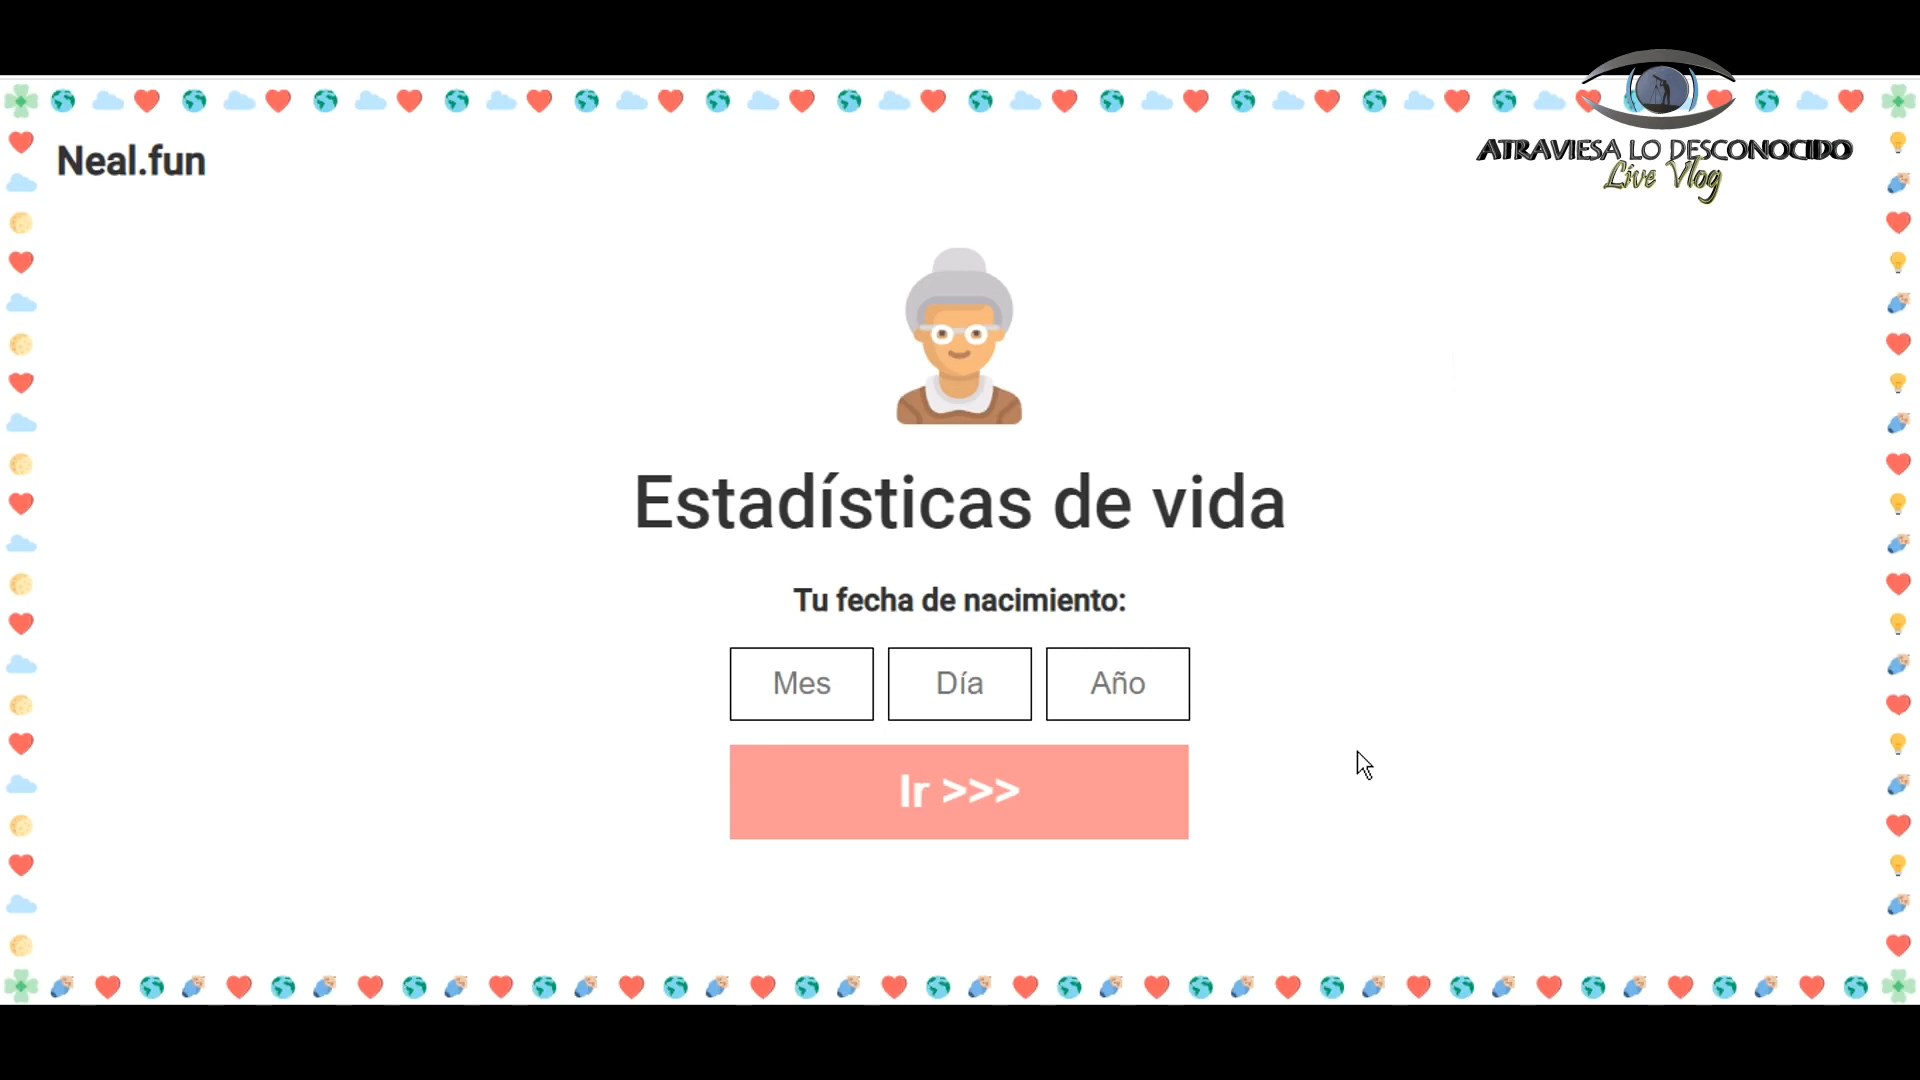 ATRAVIESA LO DESCONOCIDO
Live Vlog
Neal.fun
Estadísticas de vida
Tu fecha de nacimiento:
Mes Día Año
Ir >>>